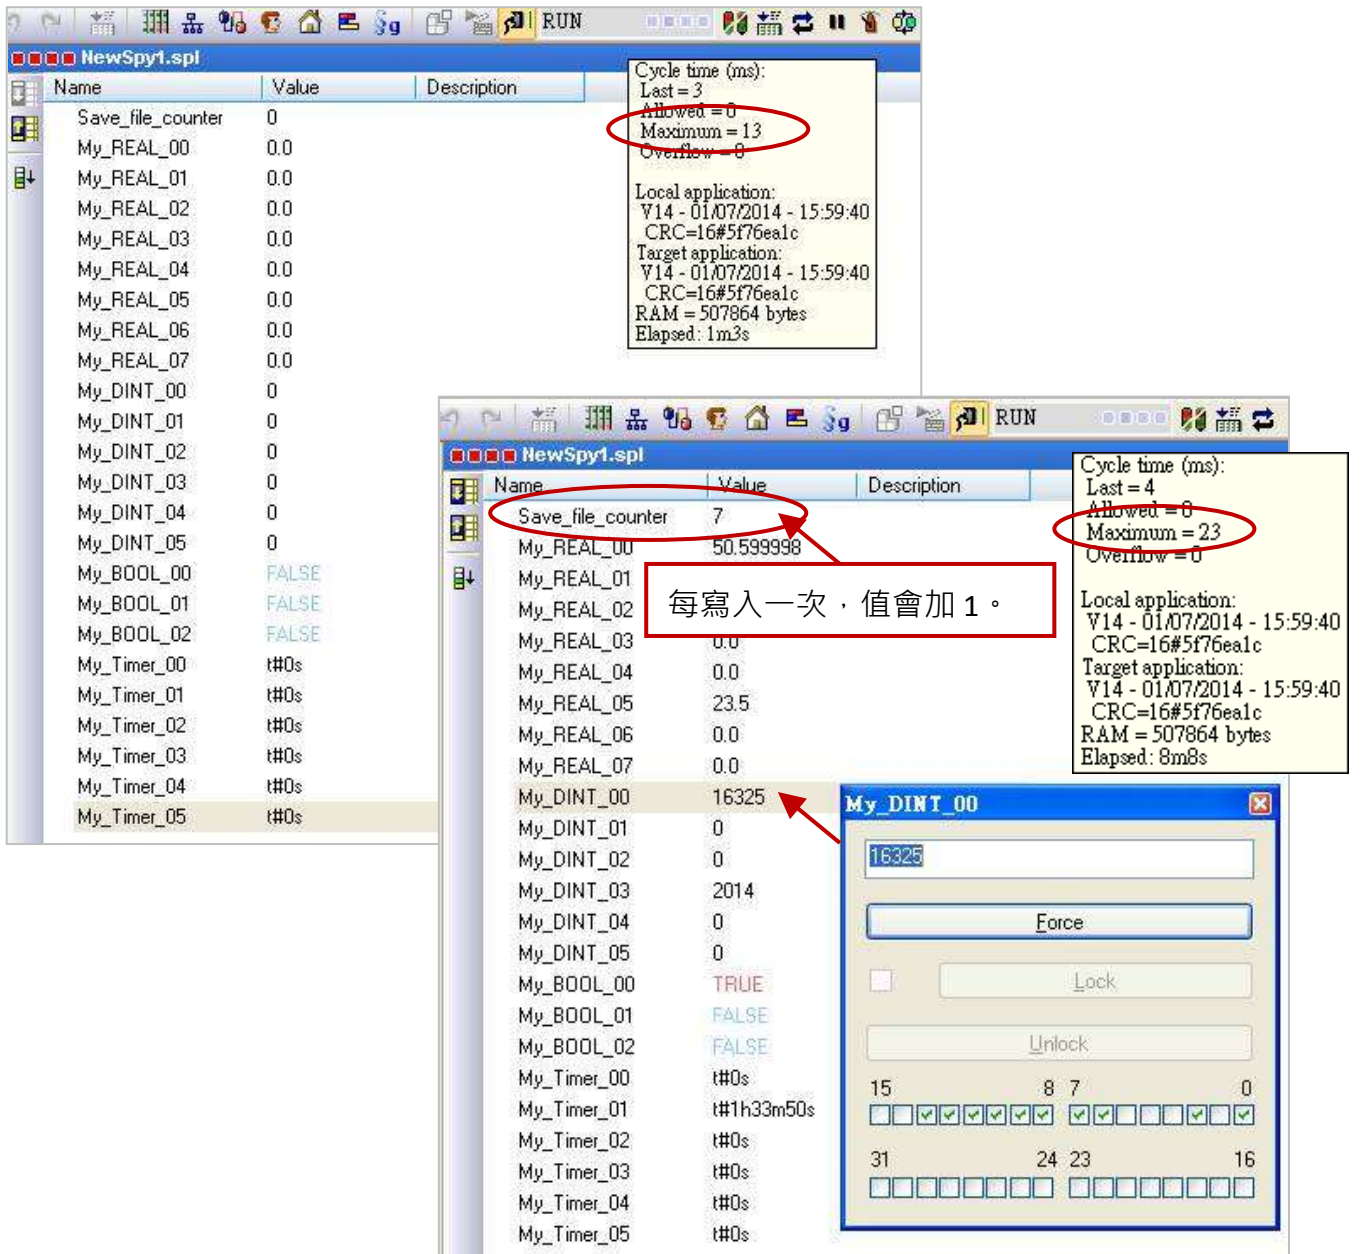 RUN
NewSpy1.spl
Name Value Description
Save_file_counter 0
My_REAL_00 0.0
My_REAL_01 0.0
My_REAL_02 0.0
My_REAL_03 0.0
My_REAL_04 0.0
My_REAL_05 0.0
My_REAL_06 0.0
My_REAL_07 0.0
My_DINT_00 0
My_DINT_01 0
My_DINT_02 0
My_DINT_03 0
My_DINT_04 0
My_DINT_05 0
My_BOOL_00 FALSE
My_BOOL_01 FALSE
My_BOOL_02 FALSE
My_Timer_00 t#0s
My_Timer_01 t#0s
My_Timer_02 t#0s
My_Timer_03 t#0s
My_Timer_04 t#0s
My_Timer_05 t#0s
Cycle time (ms):
Last = 3
Allowed = 0
Maximum = 13
Overflow = 0
Local application:
V14 - 01/07/2014 - 15:59:40
CRC=16#5f76ea1c
Target application:
V14 - 01/07/2014 - 15:59:40
CRC=16#5f76ea1c
RAM = 507864 bytes
Elapsed: 1m3s
RUN
NewSpy1.spl
Name Value Description
Save_file_counter 7
My_REAL_00 50.599998
My_REAL_01
My_REAL_02
My_REAL_03 0.0
My_REAL_04 0.0
My_REAL_05 23.5
My_REAL_06 0.0
My_REAL_07 0.0
My_DINT_00 16325
My_DINT_01 0
My_DINT_02 0
My_DINT_03 2014
My_DINT_04 0
My_DINT_05 0
My_BOOL_00 TRUE
My_BOOL_01 FALSE
My_BOOL_02 FALSE
My_Timer_00 t#0s
My_Timer_01 t#1h33m50s
My_Timer_02 t#0s
My_Timer_03 t#0s
My_Timer_04 t#0s
My_Timer_05 t#0s
每寫入一次，值會加 1。
Cycle time (ms):
Last = 4
Allowed = 0
Maximum = 23
Overflow = 0
Local application:
V14 - 01/07/2014 - 15:59:40
CRC=16#5f76ea1c
Target application:
V14 - 01/07/2014 - 15:59:40
CRC=16#5f76ea1c
RAM = 507864 bytes
Elapsed: 8m8s
My_DINT_00
16325
Force
Lock
Unlock
15 8 7 0
31 24 23 16